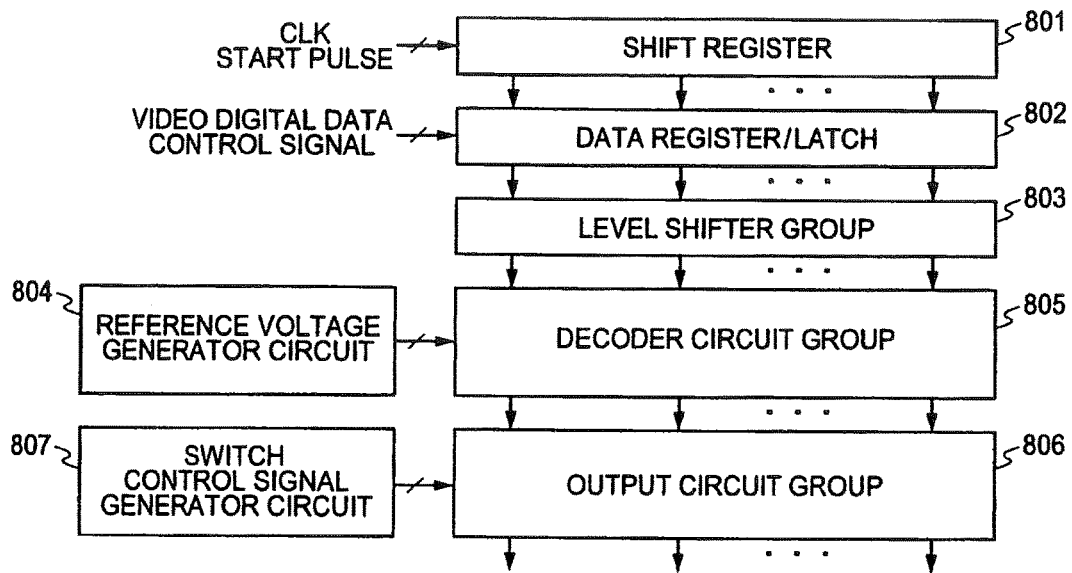 CLK
START PULSE
SHIFT REGISTER
801
VIDEO DIGITAL DATA
CONTROL SIGNAL
DATA REGISTER/LATCH
802
LEVEL SHIFTER GROUP
803
804
REFERENCE VOLTAGE
GENERATOR CIRCUIT
DECODER CIRCUIT GROUP
805
807
SWITCH
CONTROL SIGNAL
GENERATOR CIRCUIT
OUTPUT CIRCUIT GROUP
806